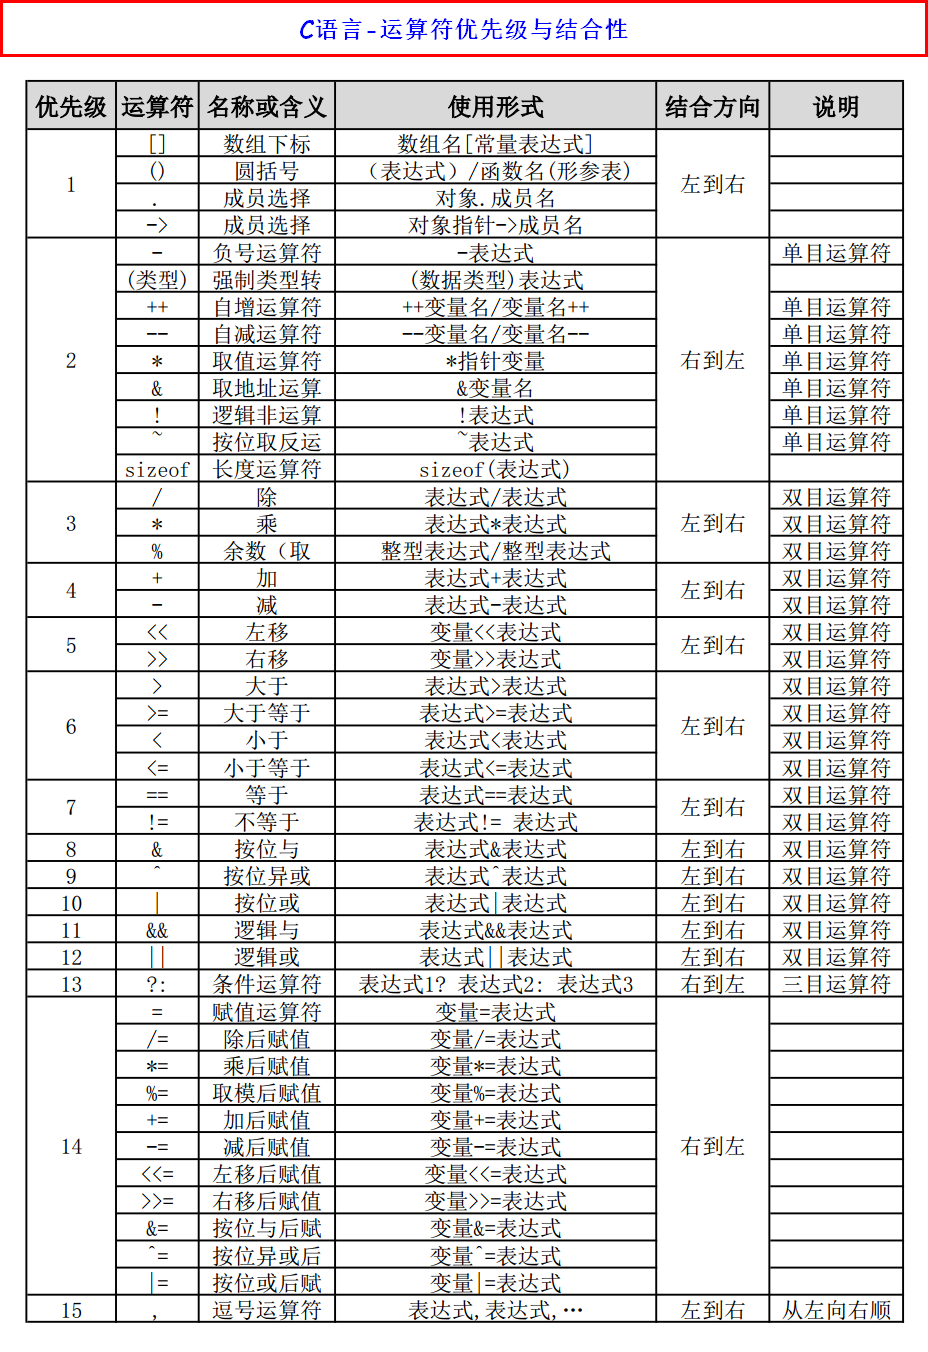 C语言-运算符优先级与结合性
优先级 运算符 名称或含义 使用形式 结合方向 说明
1 [] 数组下标 数组名[常量表达式] 左到右
() 圆括号 （表达式）/函数名(形参表)
. 成员选择 对象.成员名
-> 成员选择 对象指针->成员名
2 - 负号运算符 -表达式 右到左 单目运算符
(类型) 强制类型转 (数据类型)表达式
++ 自增运算符 ++变量名/变量名++ 单目运算符
-- 自减运算符 --变量名/变量名-- 单目运算符
* 取值运算符 *指针变量 单目运算符
& 取地址运算 &变量名 单目运算符
! 逻辑非运算 !表达式 单目运算符
~ 按位取反运 ~表达式 单目运算符
sizeof 长度运算符 sizeof(表达式)
3 / 除 表达式/表达式 左到右 双目运算符
* 乘 表达式*表达式 双目运算符
% 余数（取 整型表达式/整型表达式 双目运算符
4 + 加 表达式+表达式 左到右 双目运算符
- 减 表达式-表达式 双目运算符
5 << 左移 变量<<表达式 左到右 双目运算符
>> 右移 变量>>表达式 双目运算符
6 > 大于 表达式>表达式 左到右 双目运算符
>= 大于等于 表达式>=表达式 双目运算符
< 小于 表达式<表达式 双目运算符
<= 小于等于 表达式<=表达式 双目运算符
7 == 等于 表达式==表达式 左到右 双目运算符
!= 不等于 表达式!= 表达式 双目运算符
8 & 按位与 表达式&表达式 左到右 双目运算符
9 ^ 按位异或 表达式^表达式 左到右 双目运算符
10 | 按位或 表达式|表达式 左到右 双目运算符
11 && 逻辑与 表达式&&表达式 左到右 双目运算符
12 || 逻辑或 表达式||表达式 左到右 双目运算符
13 ?: 条件运算符 表达式1? 表达式2: 表达式3 右到左 三目运算符
14 = 赋值运算符 变量=表达式 右到左
/= 除后赋值 变量/=表达式
*= 乘后赋值 变量*=表达式
%= 取模后赋值 变量%=表达式
+= 加后赋值 变量+=表达式
-= 减后赋值 变量-=表达式
<<= 左移后赋值 变量<<=表达式
>>= 右移后赋值 变量>>=表达式
&= 按位与后赋 变量&=表达式
^= 按位异或后 变量^=表达式
|= 按位或后赋 变量|=表达式
15 , 逗号运算符 表达式,表达式,… 左到右 从左向右顺